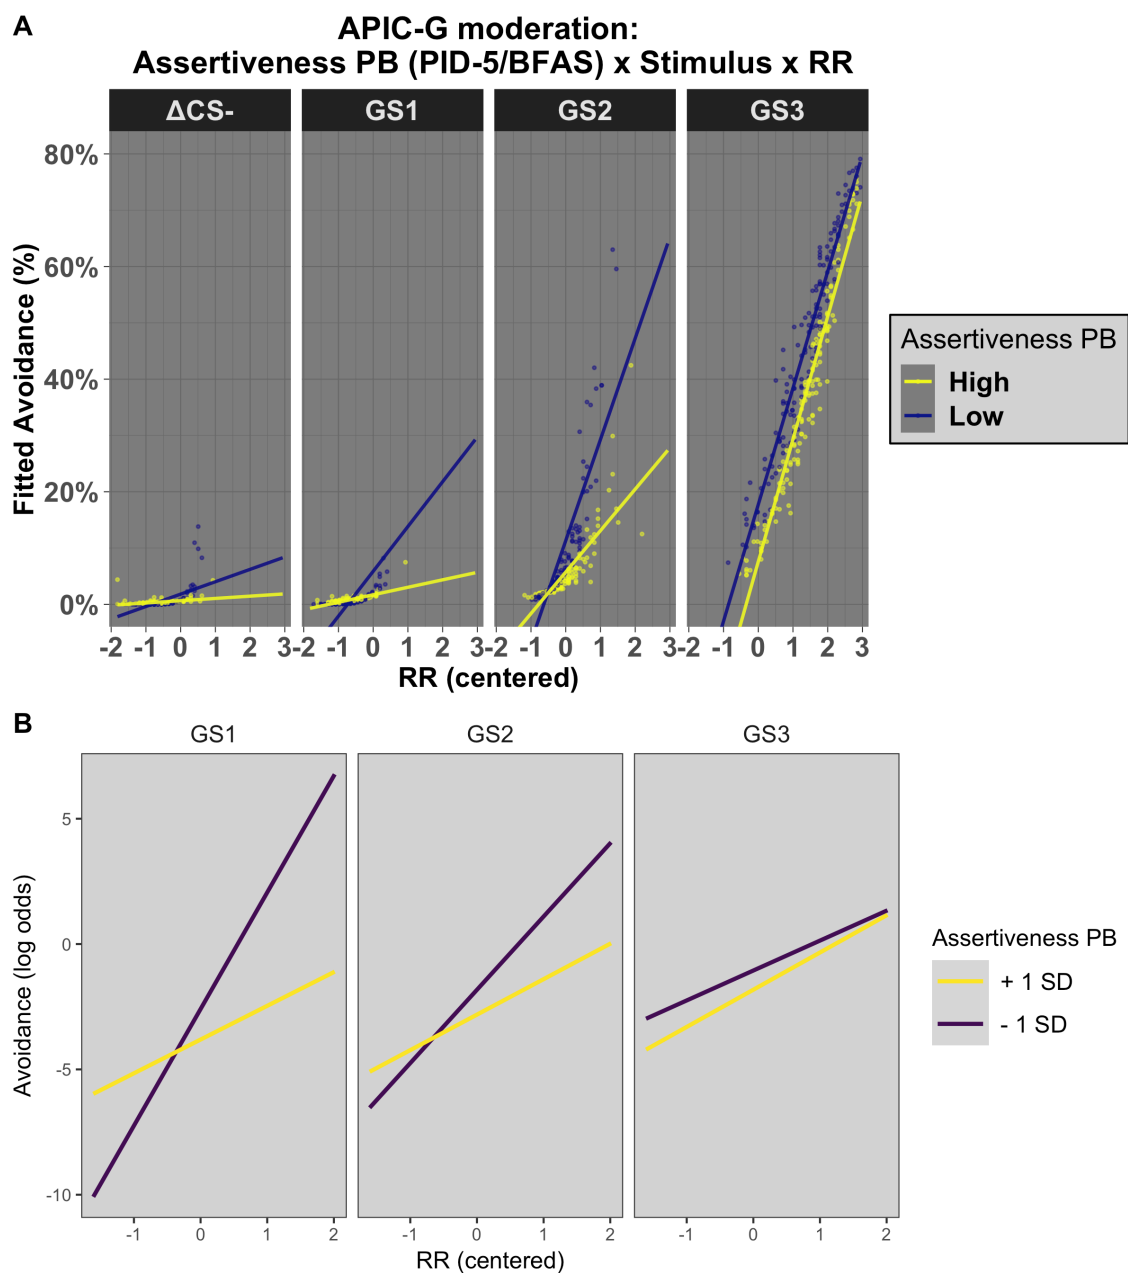 A
APIC-G moderation:
Assertiveness PB (PID-5/BFAS) x Stimulus x RR
ΔCS- GS1 GS2 GS3
80%
60%
40%
20%
0%
Fitted Avoidance (%)
-2 -1 0 1 2 3 -2 -1 0 1 2 3 -2 -1 0 1 2 3 -2 -1 0 1 2 3
RR (centered)
Assertiveness PB
High
Low
B
GS1 GS2 GS3
5
0
-5
-10
Avoidance (log odds)
-1 0 1 2 -1 0 1 2 -1 0 1 2
RR (centered)
Assertiveness PB
+ 1 SD
- 1 SD